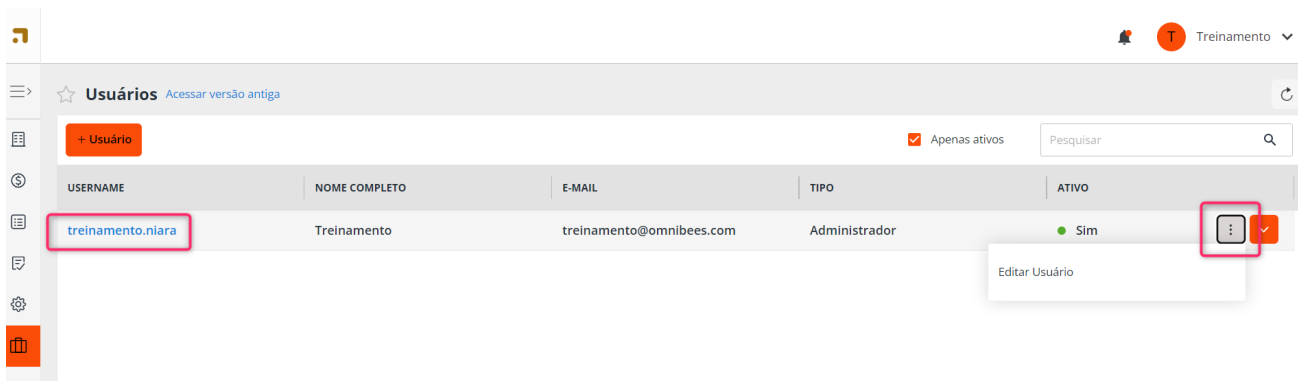 T Treinamento
Usuários Acessar versão antiga
+ Usuário Apenas ativos Pesquisar
USERNAME NOME COMPLETO E-MAIL TIPO ATIVO
treinamento.niara Treinamento treinamento@omnibees.com Administrador Sim
Editar Usuário